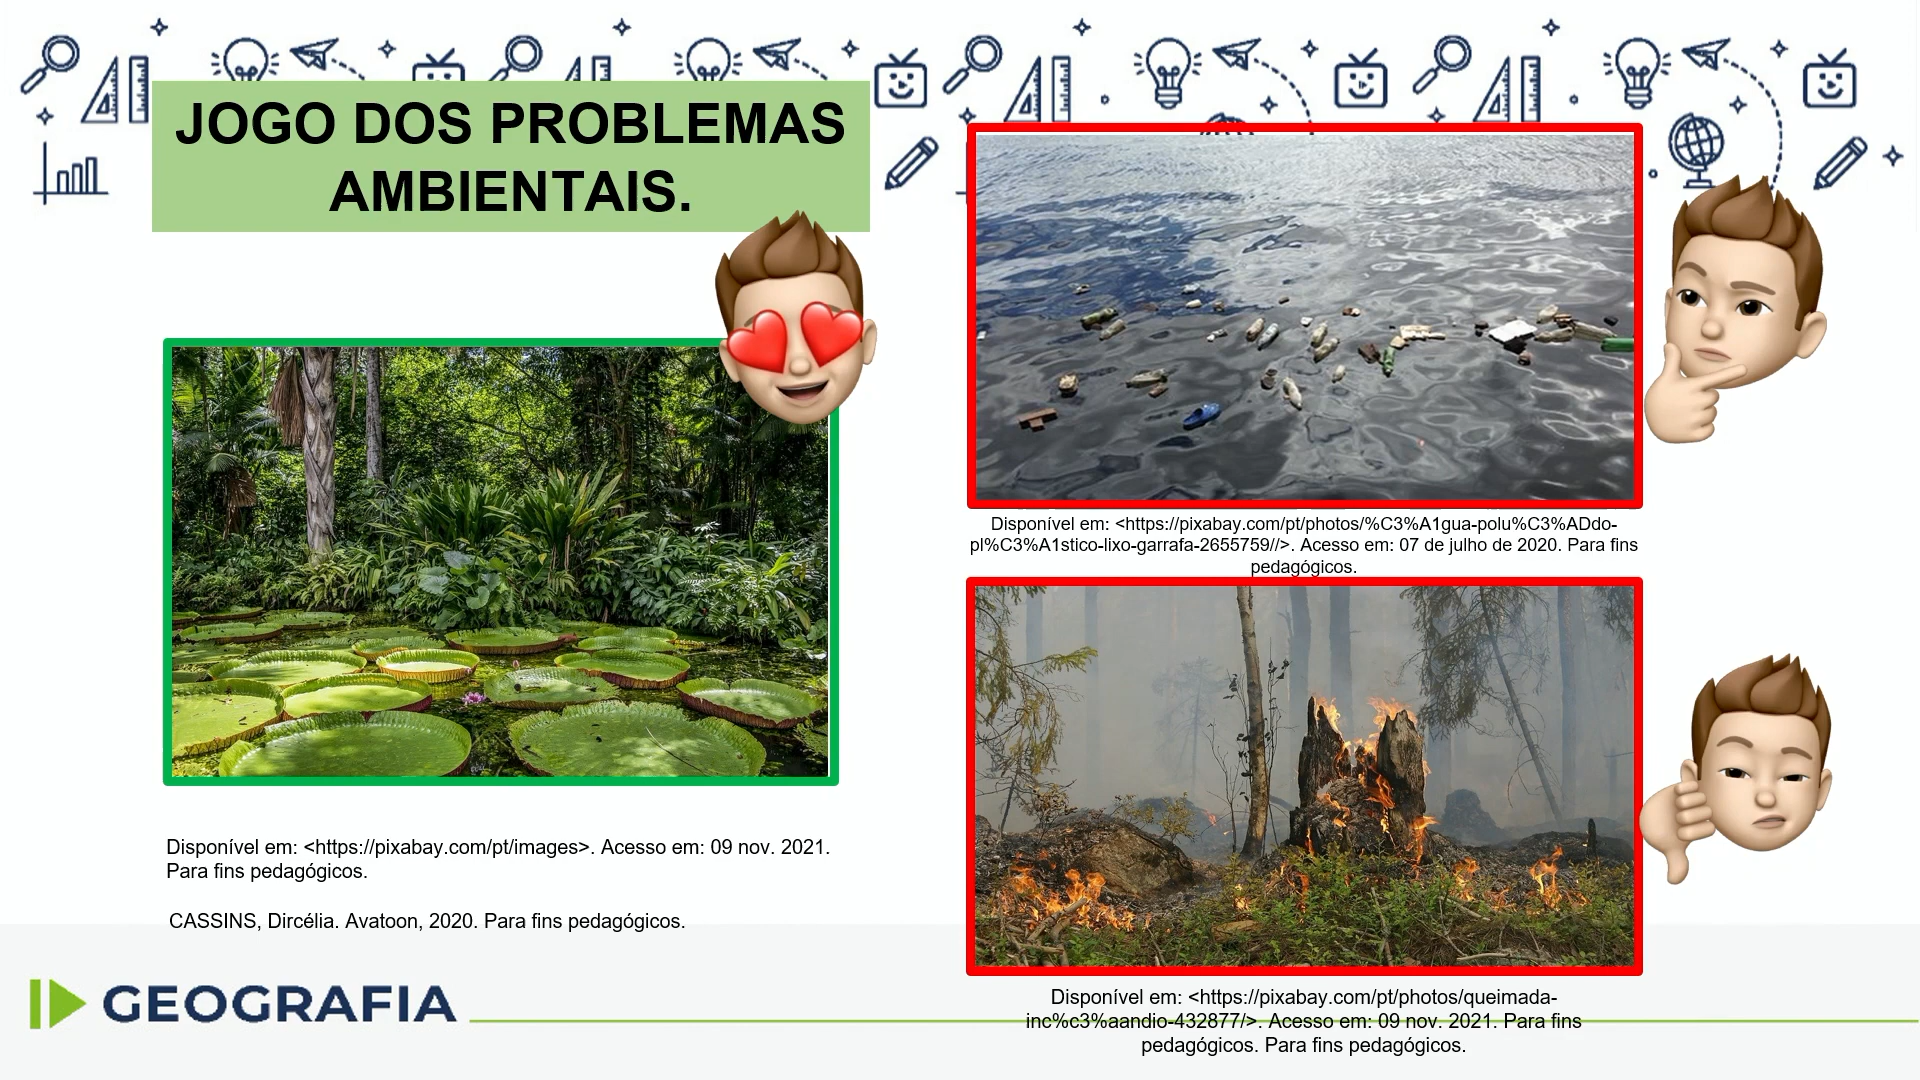 JOGO DOS PROBLEMAS
AMBIENTAIS.
Disponível em: <https://pixabay.com/pt/images>. Acesso em: 09 nov. 2021.
Para fins pedagógicos.
CASSINS, Dircélia. Avatoon, 2020. Para fins pedagógicos.
Disponível em: <https://pixabay.com/pt/photos/%C3%A1gua-polu%C3%ADdo-
pl%C3%A1stico-lixo-garrafa-2655759//>. Acesso em: 07 de julho de 2020. Para fins
pedagógicos.
Disponível em: <https://pixabay.com/pt/photos/queimada-
inc%c3%aandio-432877/>. Acesso em: 09 nov. 2021. Para fins
pedagógicos. Para fins pedagógicos.
GEOGRAFIA